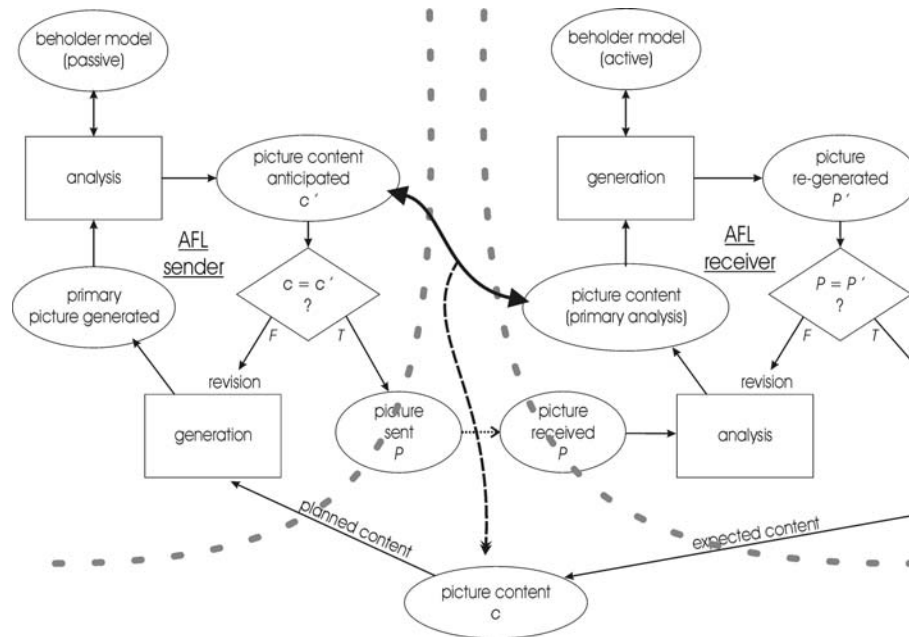 beholder model
(passive)
analysis
picture content
anticipated
c ′
AFL
sender
primary
picture generated
c = c ′
?
F
T
revision
generation
picture
sent
P
planned content
beholder model
(active)
generation
picture
re-generated
P ′
AFL
receiver
picture content
(primary analysis)
P = P ′
?
F
T
revision
picture
received
P
analysis
expected content
picture content
c